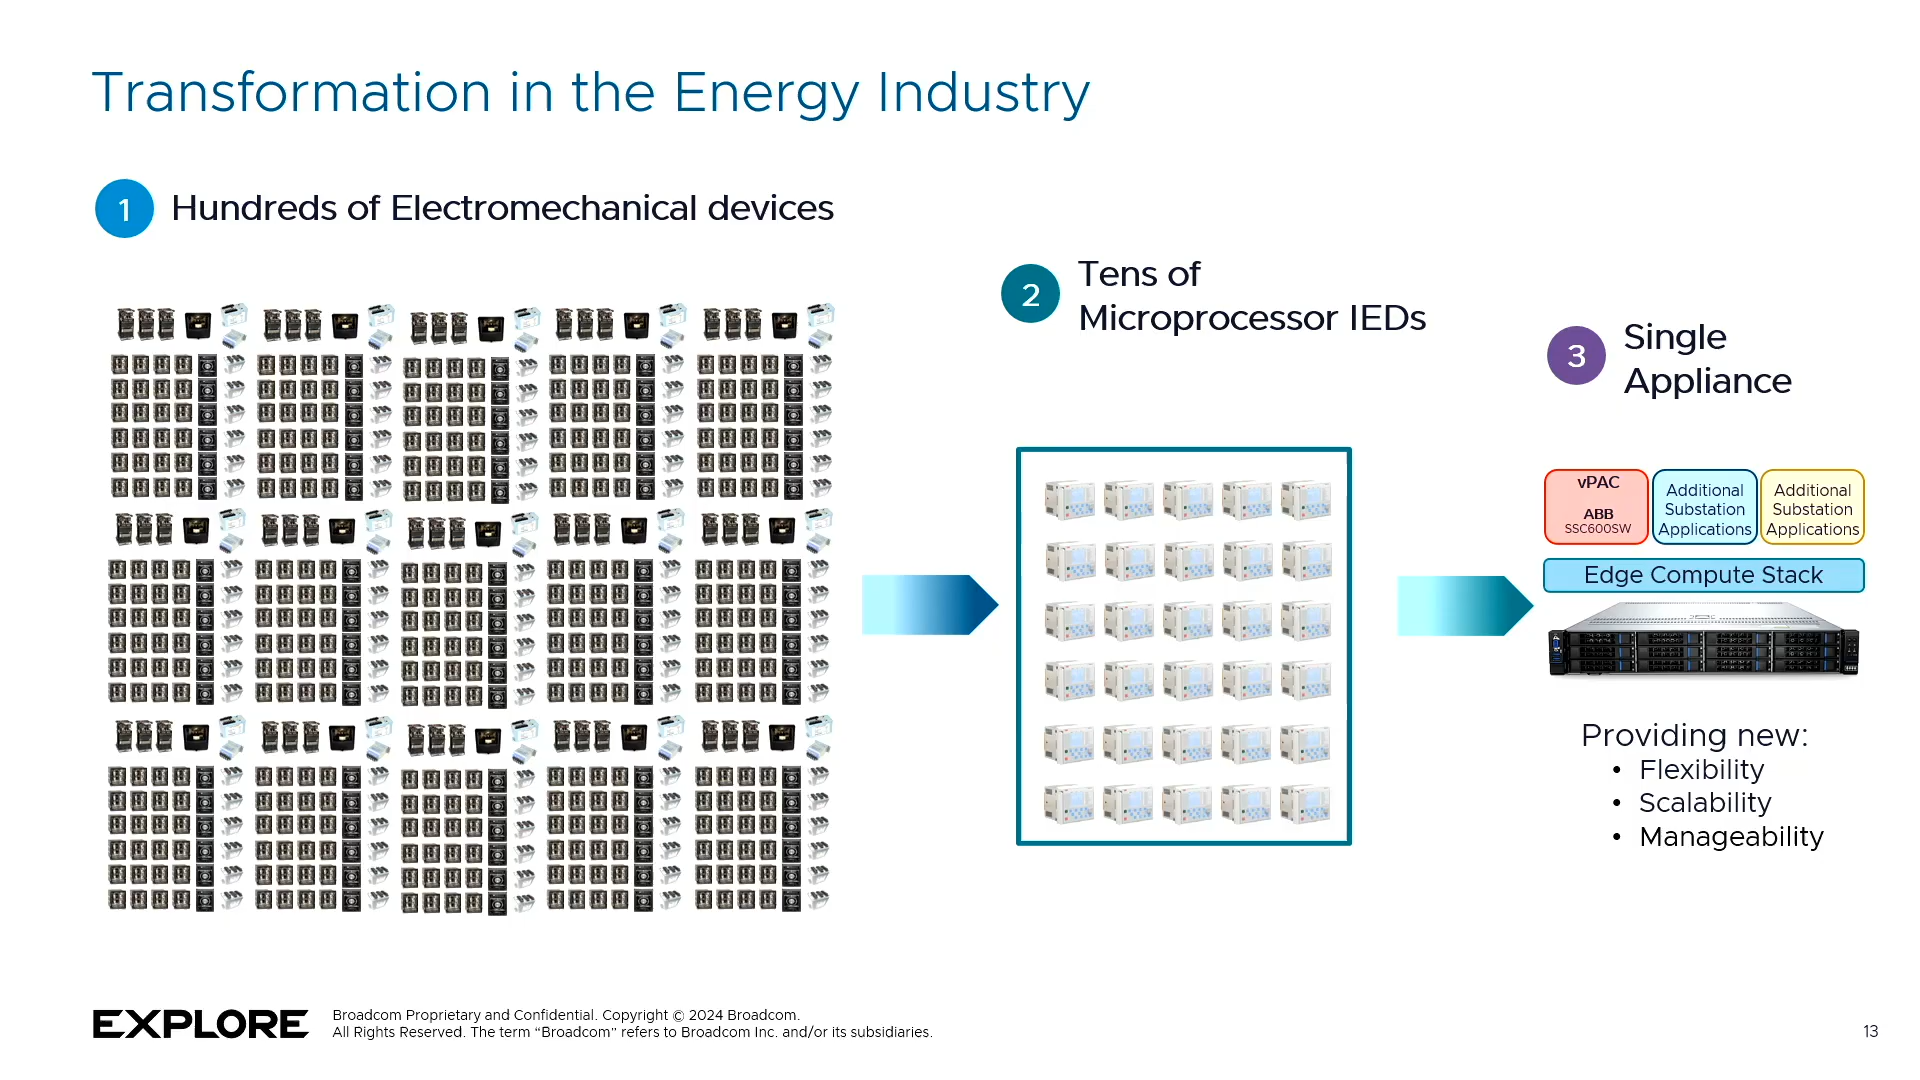 Transformation in the Energy Industry
1
Hundreds of Electromechanical devices
2
Tens of
Microprocessor IEDs
3
Single
Appliance
vPAC
ABB
SSC600SW
Additional
Substation
Applications
Additional
Substation
Applications
Edge Compute Stack
Providing new:
• Flexibility
• Scalability
• Manageability
EXPLORE
Broadcom Proprietary and Confidential. Copyright © 2024 Broadcom.
All Rights Reserved. The term “Broadcom” refers to Broadcom Inc. and/or its subsidiaries.
13